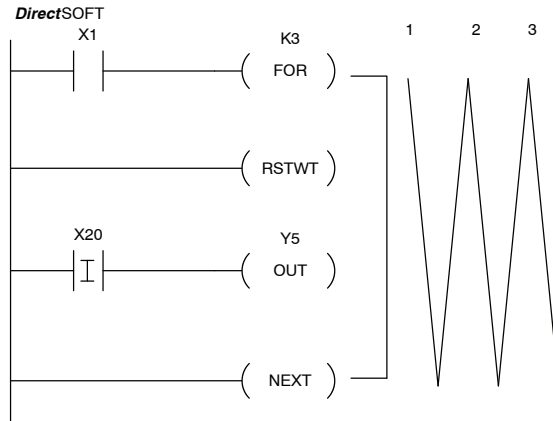 DirectSOFT
X1
K3
FOR
1 2 3
RSTWT
X20
Y5
OUT
NEXT